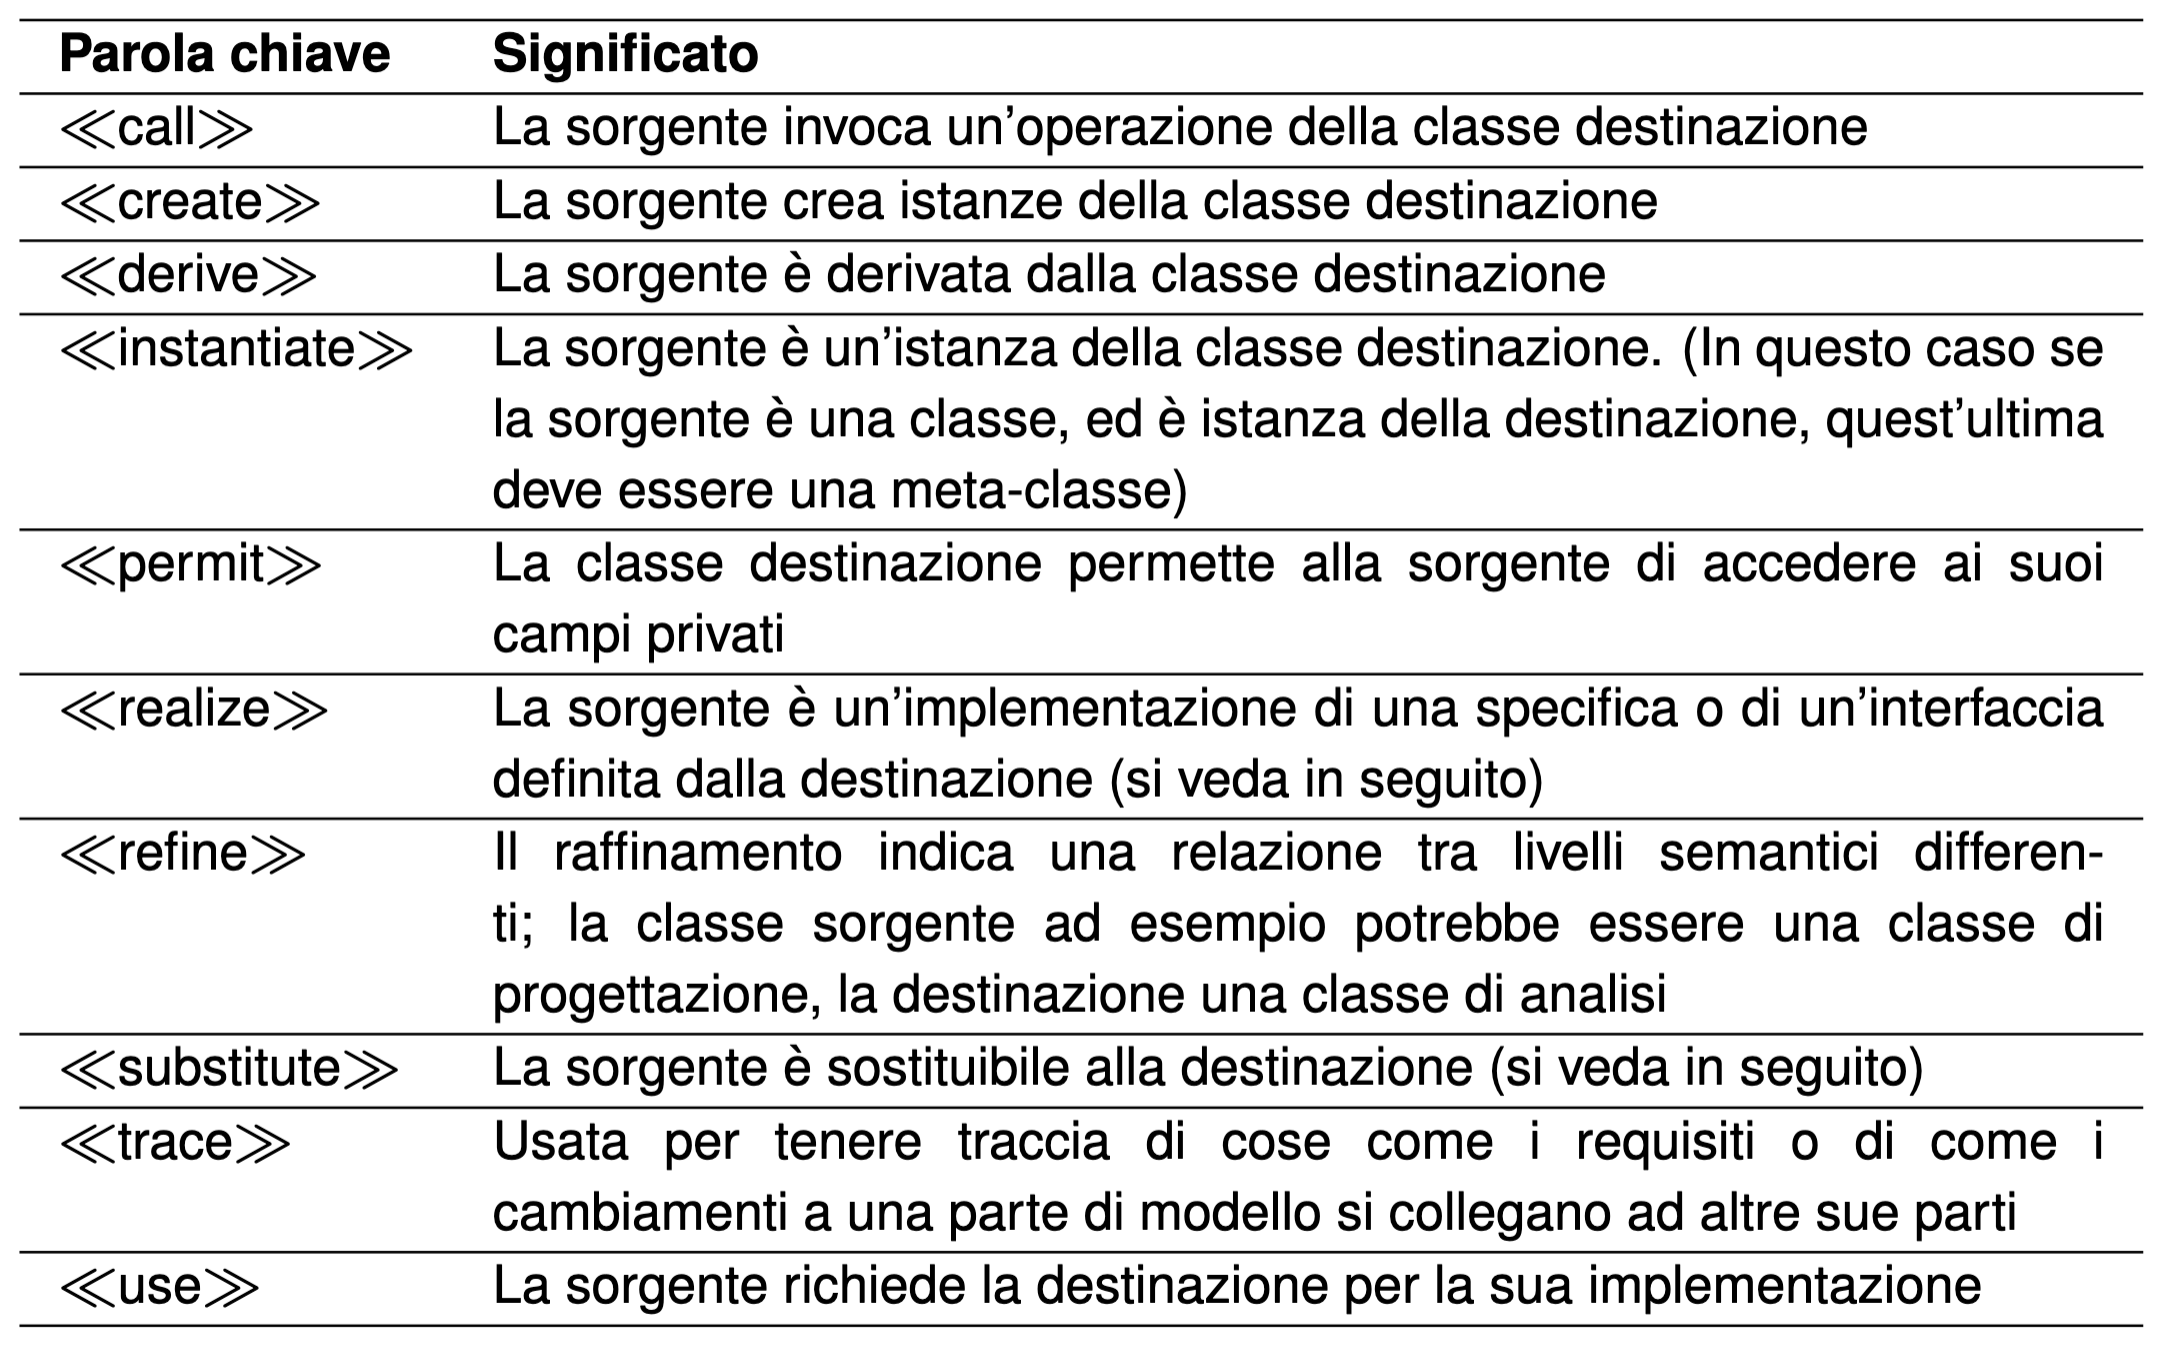 Parola chiave Significato
≪call≫ La sorgente invoca un’operazione della classe destinazione
≪create≫ La sorgente crea istanze della classe destinazione
≪derive≫ La sorgente è derivata dalla classe destinazione
≪instantiate≫ La sorgente è un’istanza della classe destinazione. (In questo caso se
la sorgente è una classe, ed è istanza della destinazione, quest’ultima
deve essere una meta-classe)
≪permit≫ La classe destinazione permette alla sorgente di accedere ai suoi
campi privati
≪realize≫ La sorgente è un’implementazione di una specifica o di un’interfaccia
definita dalla destinazione (si veda in seguito)
≪refine≫ Il raffinamento indica una relazione tra livelli semantici differen-
ti; la classe sorgente ad esempio potrebbe essere una classe di
progettazione, la destinazione una classe di analisi
≪substitute≫ La sorgente è sostituibile alla destinazione (si veda in seguito)
≪trace≫ Usata per tenere traccia di cose come i requisiti o di come i
cambiamenti a una parte di modello si collegano ad altre sue parti
≪use≫ La sorgente richiede la destinazione per la sua implementazione